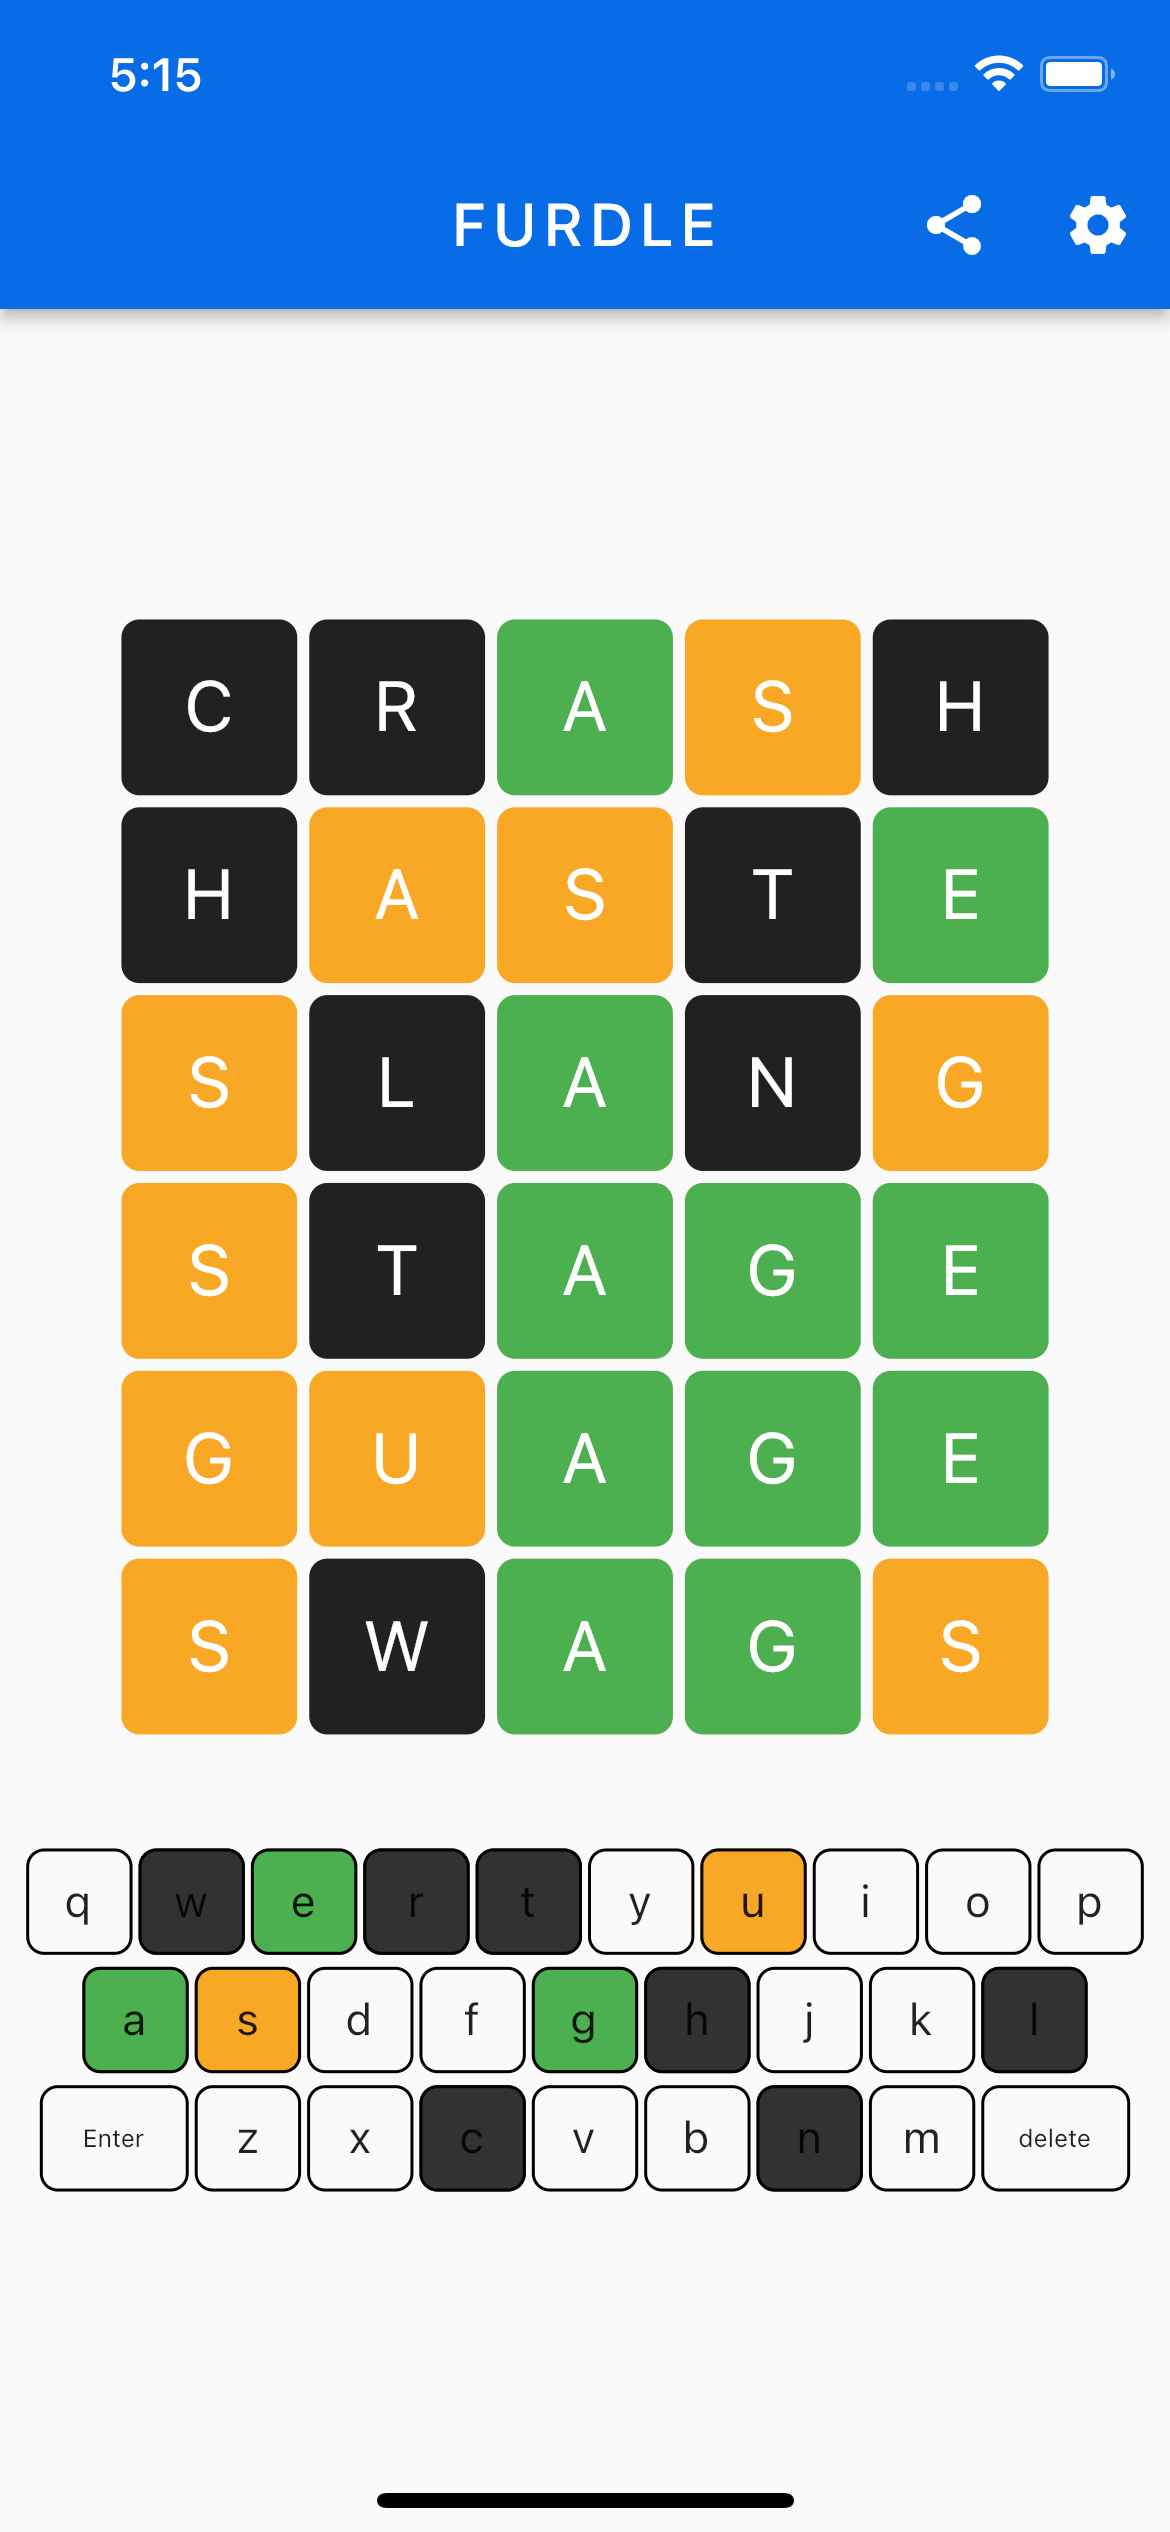 5:15
FURDLE
C R A S H
H A S T E
S L A N G
S T A G E
G U A G E
S W A G S
q w e r t y u i o p
a s d f g h j k l
Enter z x c v b n m delete